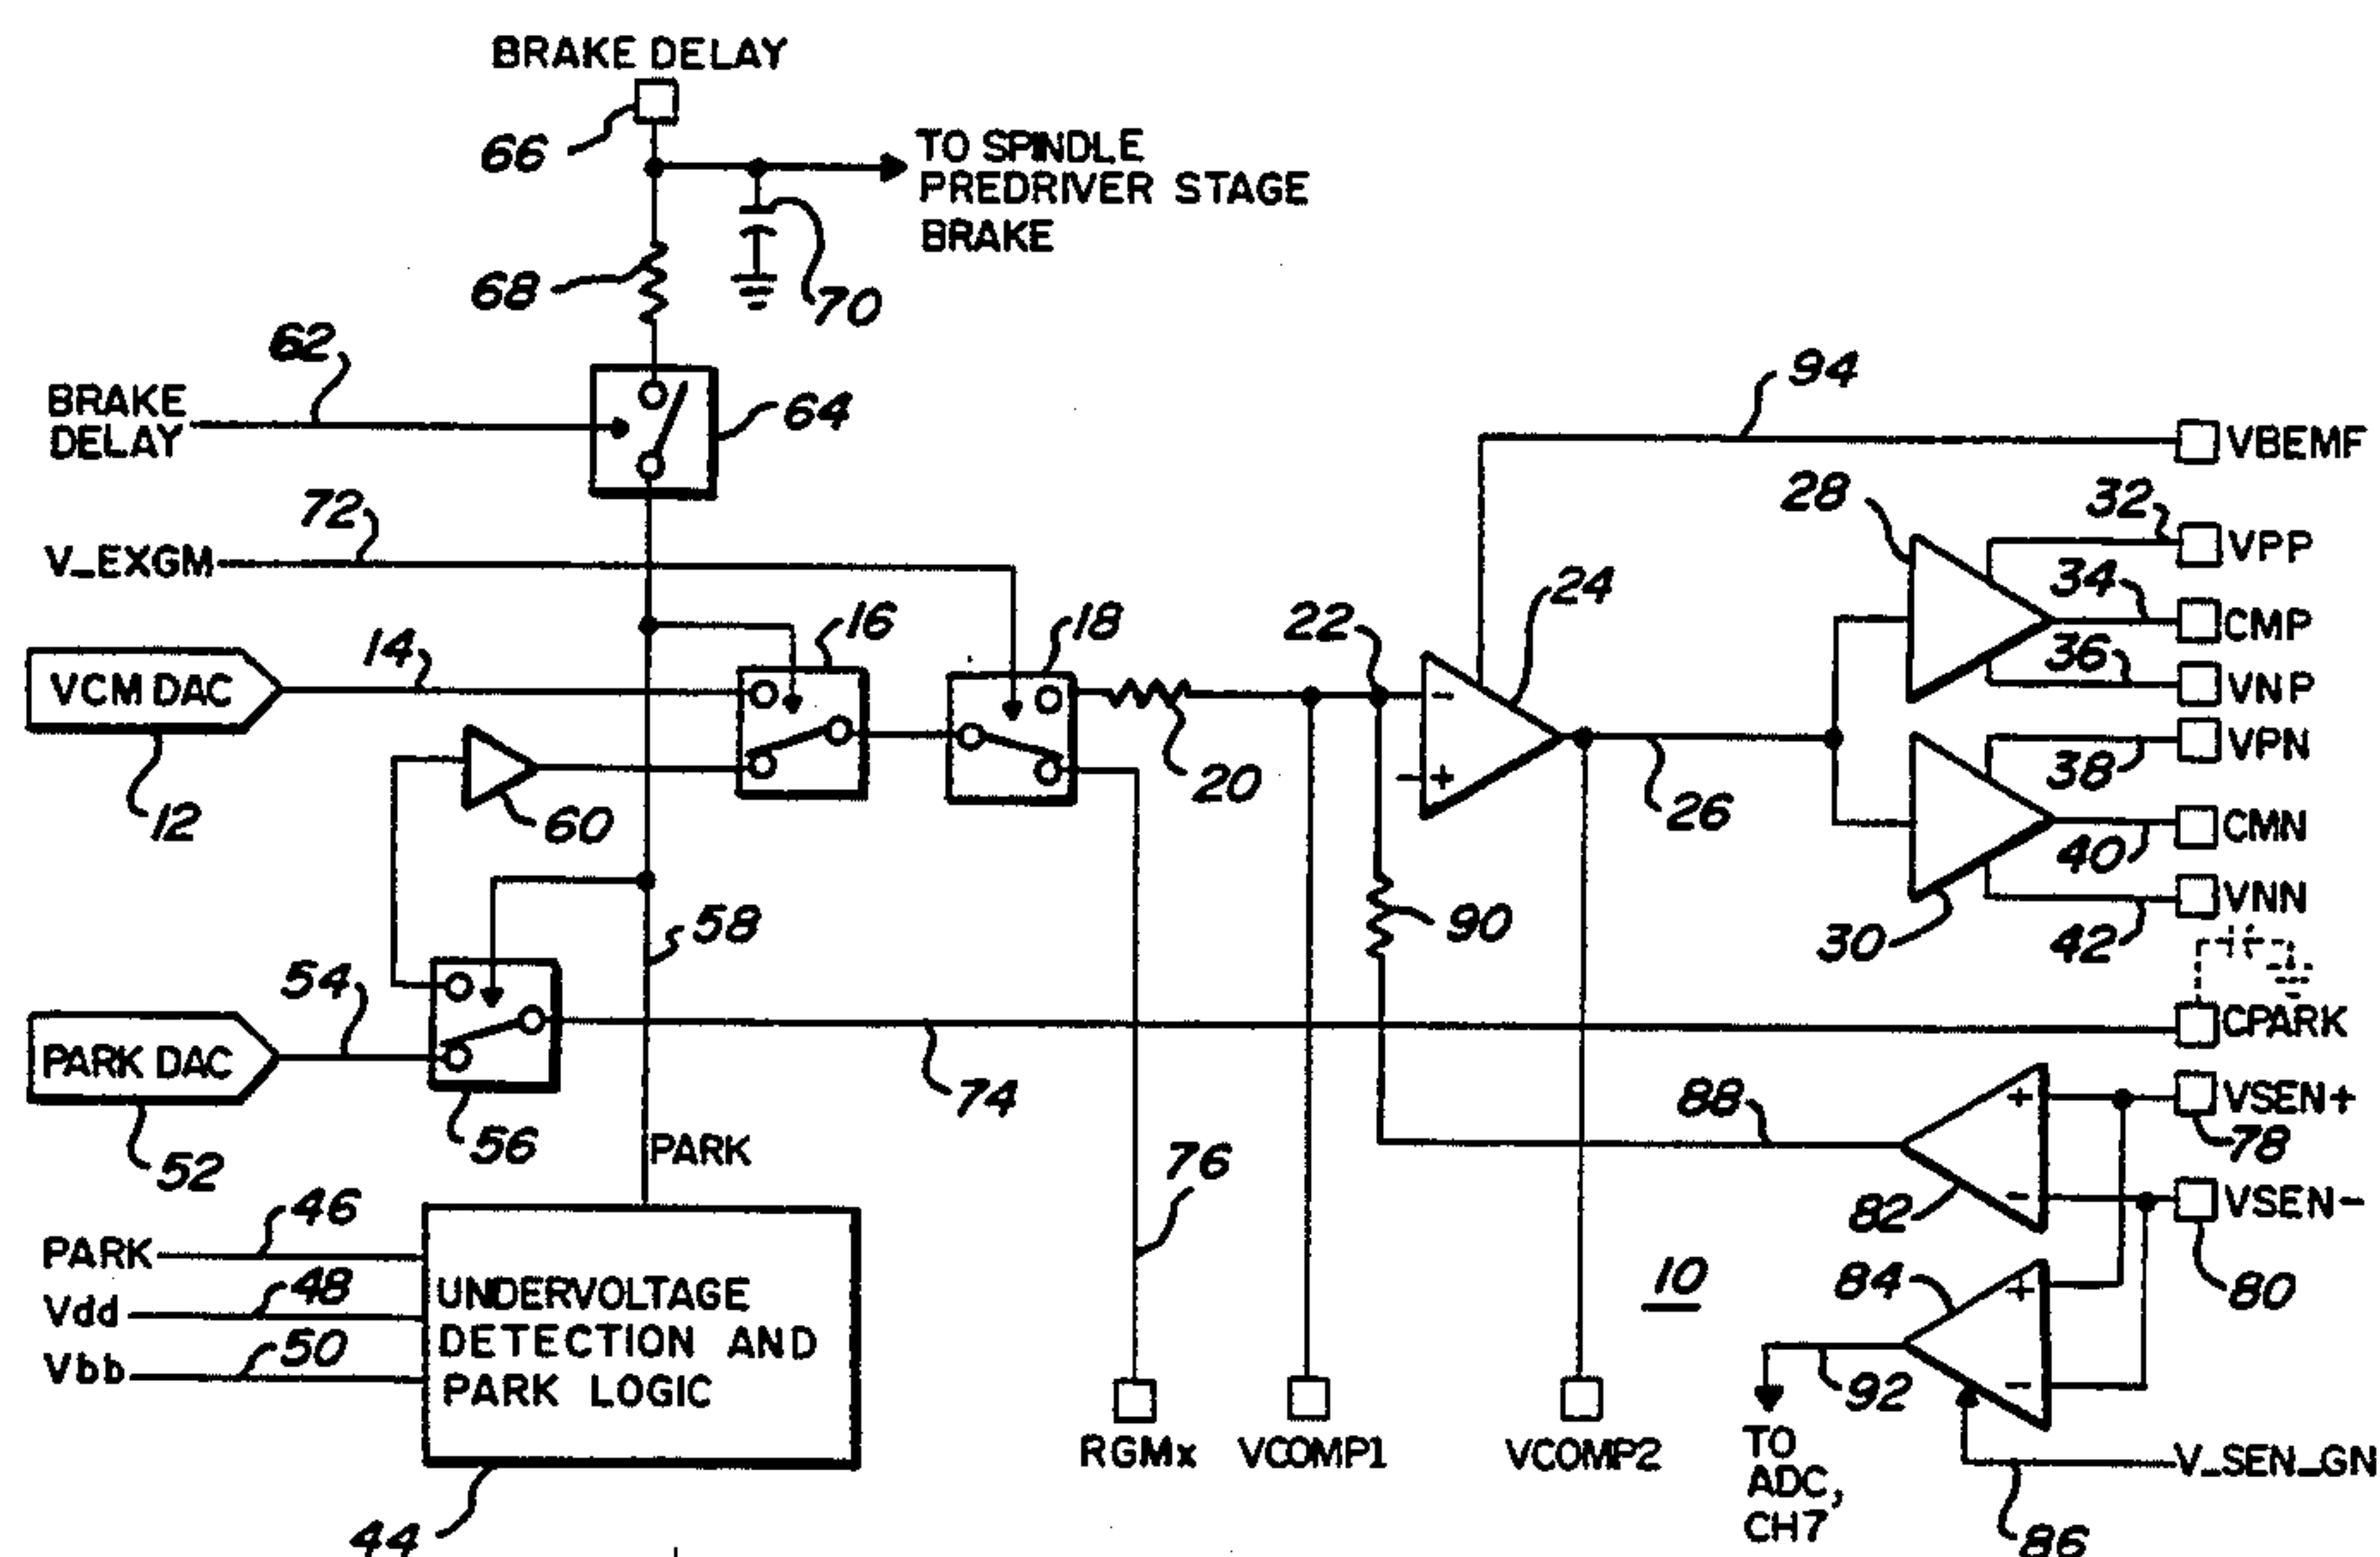 BRAKE DELAY
66
TO SPINDLE
PREDRIVER STAGE
BRAKE
68
70
62
BRAKE
DELAY
64
94
VBEMF
72
V_EXGM
28
32
VPP
34
CMP
36
VNP
14
16
18
22
24
VCM DAC
12
60
20
26
38
VPN
30
40
CMN
42
VNN
58
90
54
PARK DAC
52
56
74
CPARK
88
VSEN+
78
82
VSEN-
80
PARK
76
10
84
46
PARK
48
Vdd
50
Vbb
UNDERVOLTAGE
DETECTION AND
PARK LOGIC
44
RGMx
VCOMP1
VCOMP2
92
TO
ADC,
CH7
V_SEN_GN
86
+
-
+
-
-
+